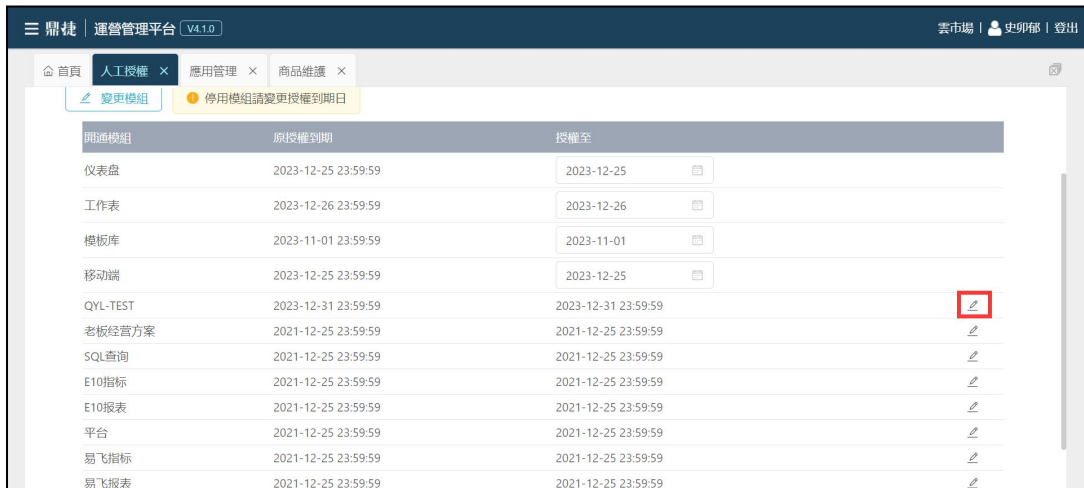 鼎捷 運營管理平台 V4.1.0 雲市場 史卯郁 登出
首頁 人工授權 × 應用管理 × 商品維護 ×
變更模組 停用模組請變更授權到期日
開通模組 原授權到期 授權至
仪表盘 2023-12-25 23:59:59 2023-12-25
工作表 2023-12-26 23:59:59 2023-12-26
模板库 2023-11-01 23:59:59 2023-11-01
移动端 2023-12-25 23:59:59 2023-12-25
QYL-TEST 2023-12-31 23:59:59 2023-12-31 23:59:59
老板经营方案 2021-12-25 23:59:59 2021-12-25 23:59:59
SQL查询 2021-12-25 23:59:59 2021-12-25 23:59:59
E10指标 2021-12-25 23:59:59 2021-12-25 23:59:59
E10报表 2021-12-25 23:59:59 2021-12-25 23:59:59
平台 2021-12-25 23:59:59 2021-12-25 23:59:59
易飞指标 2021-12-25 23:59:59 2021-12-25 23:59:59
易飞报表 2021-12-25 23:59:59 2021-12-25 23:59:59